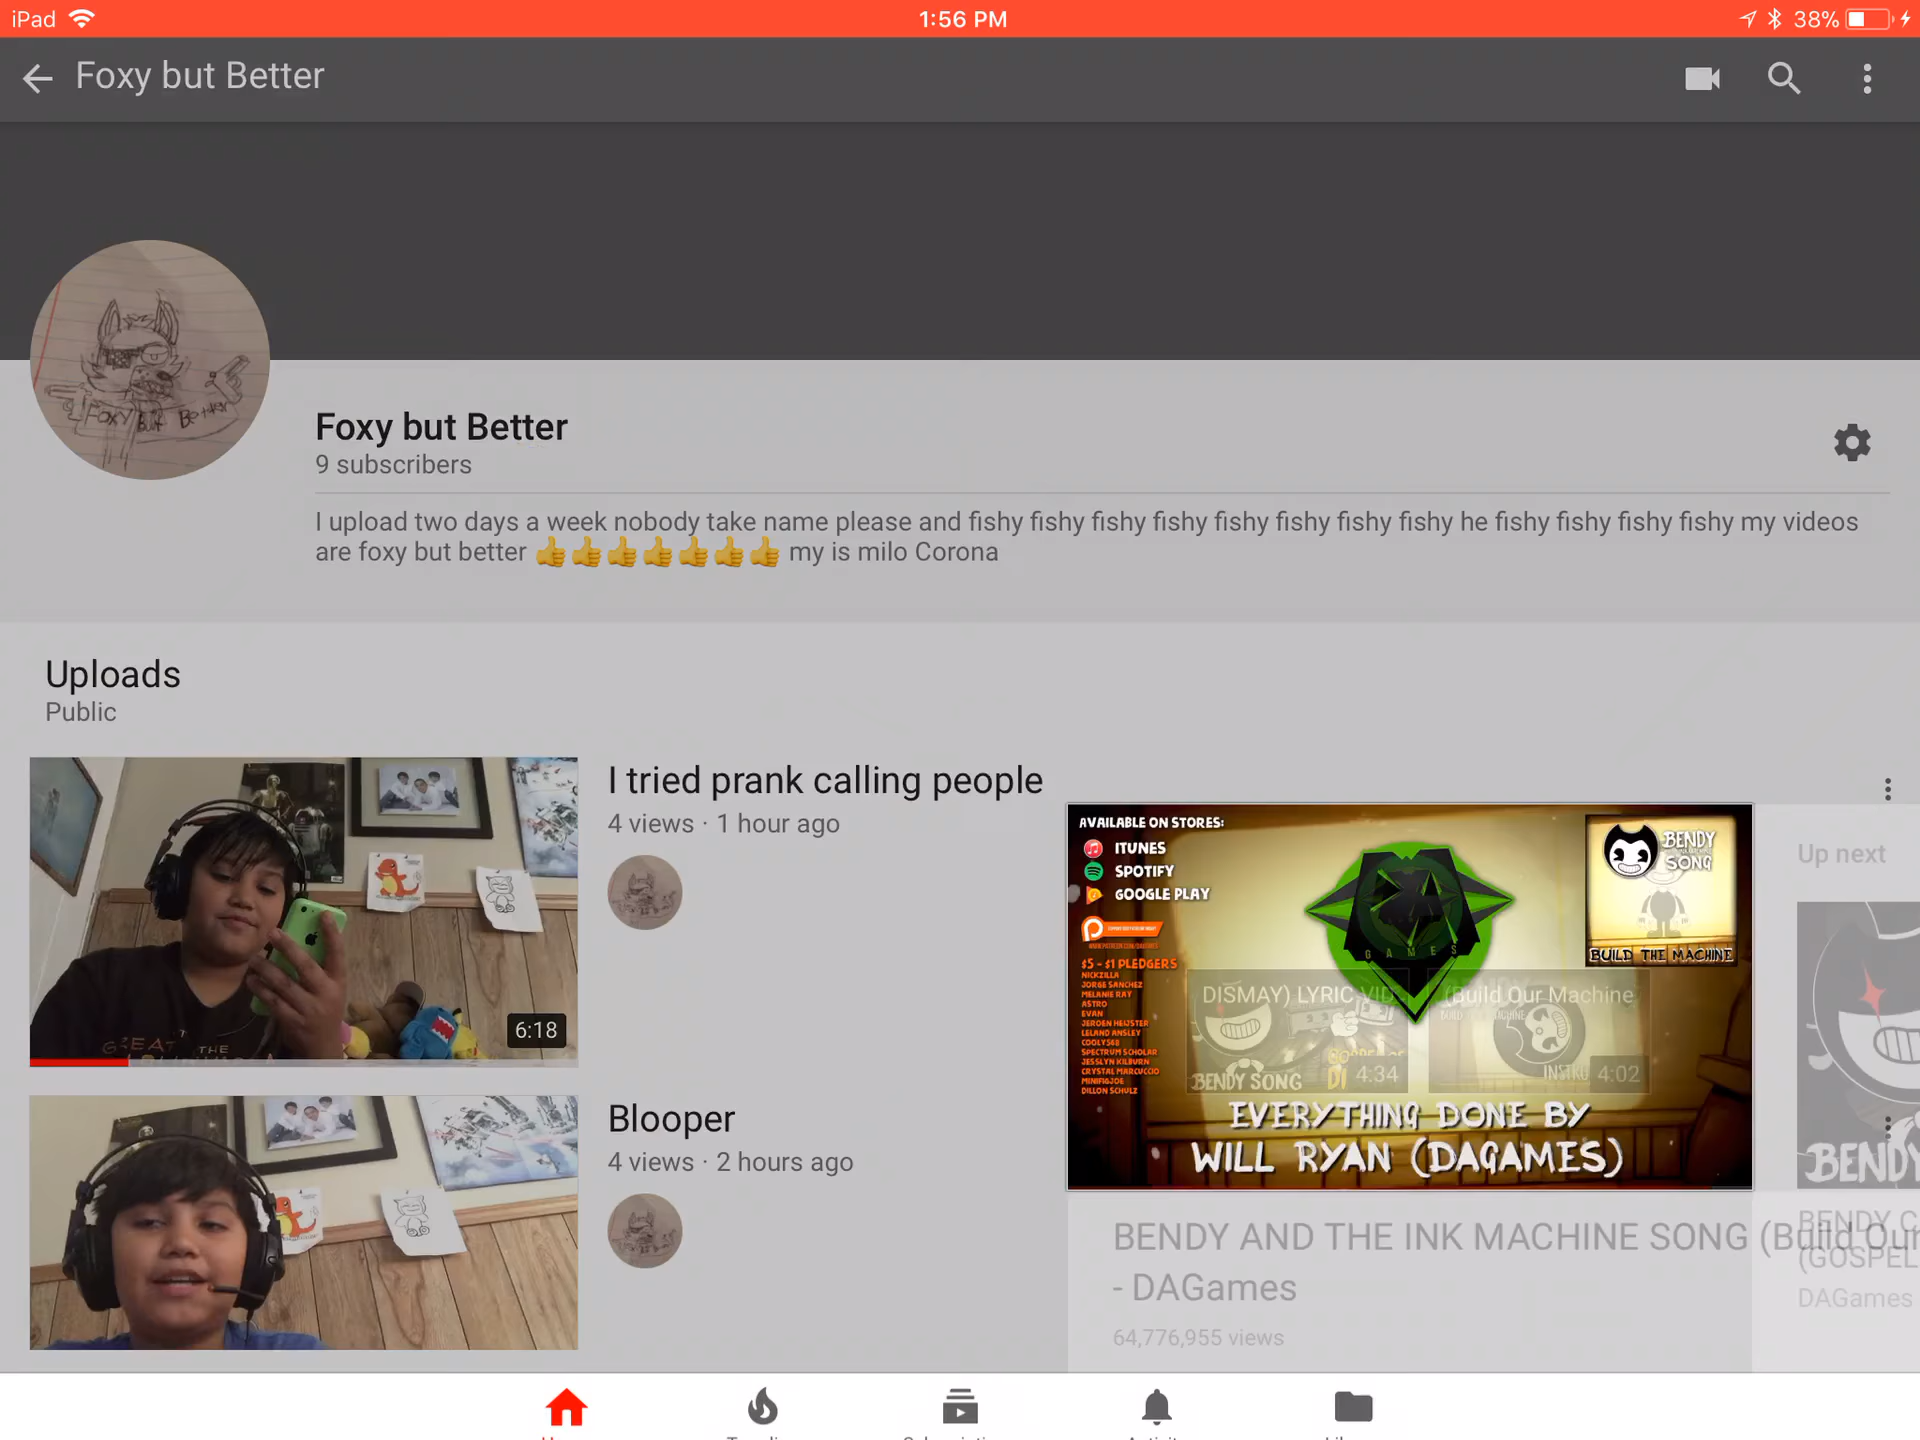 iPad
1:56 PM
38%
Foxy but Better
Foxy but Better
Foxy but Better
9 subscribers
I upload two days a week nobody take name please and fishy fishy fishy fishy fishy fishy fishy fishy he fishy fishy fishy fishy my videos
are foxy but better 👍👍👍👍👍👍👍 my is milo Corona
Uploads
Public
I tried prank calling people
4 views · 1 hour ago
6:18
Blooper
4 views · 2 hours ago
AVAILABLE ON STORES:
ITUNES
SPOTIFY
GOOGLE PLAY
$5 - $1 PLEDGERS
NICKZILLA
JORGE SANCHEZ
MELANIE RAY
ASTRO
EVAN
JEROEN HEIJSTER
LELAND ANSLEY
COOLY568
SPECTRUM SCHOLAR
JESSLYN KILBURN
CRYSTAL MARCUCCIO
MINIFIGJOE
DILLON SCHULZ
GAMES
BENDY
SONG
BUILD THE MACHINE
DISMAY) LYRIC VID
(Build Our Machine
BENDY SONG
4:34
INSTRU
4:02
EVERYTHING DONE BY
WILL RYAN (DAGAMES)
Up next
BENDY
BENDY AND THE INK MACHINE SONG (Build Our
- DAGames
64,776,955 views
BENDY C
(GOSPEL
DAGames